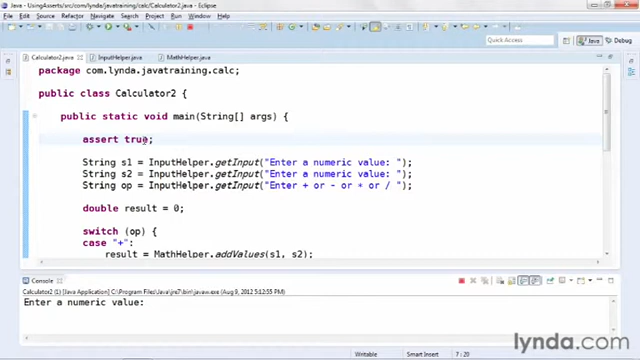 Java - UsingAsserts/src/com/lynda/javatraining/calc/Calculator2.java - Eclipse
File Edit Source Refactor Navigate Search Project Run Window Help
Quick Access
Java
Debug
Calculator2.java
InputHelper.java
MathHelper.java
package com.lynda.javatraining.calc;
public class Calculator2 {
public static void main(String[] args) {
assert true;
String s1 = InputHelper.getInput("Enter a numeric value: ");
String s2 = InputHelper.getInput("Enter a numeric value: ");
String op = InputHelper.getInput("Enter + or - or * or / ");
double result = 0;
switch (op) {
case "+":
result = MathHelper.addValues(s1, s2);
Console
Calculator2 (1) [Java Application] C:\Program Files\Java\jre7\bin\javaw.exe (Aug 9, 2012 5:12:55 PM)
Enter a numeric value:
lynda.com
Writable
Smart Insert
7 : 20